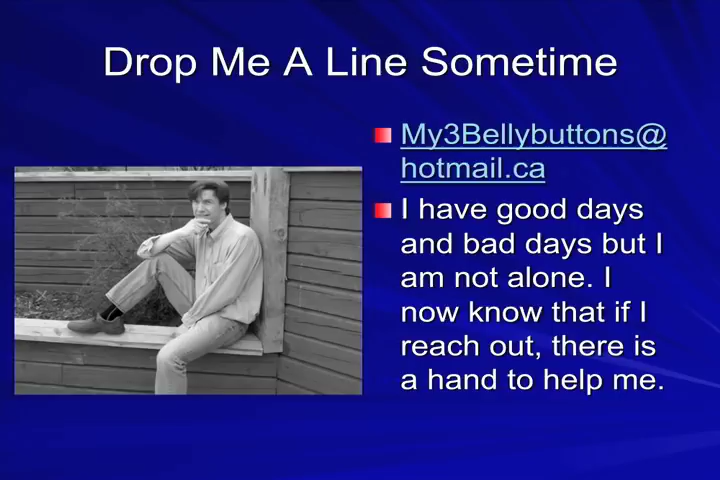 Drop Me A Line Sometime
My3Bellybuttons@
hotmail.ca
I have good days
and bad days but I
am not alone. I
now know that if I
reach out, there is
a hand to help me.